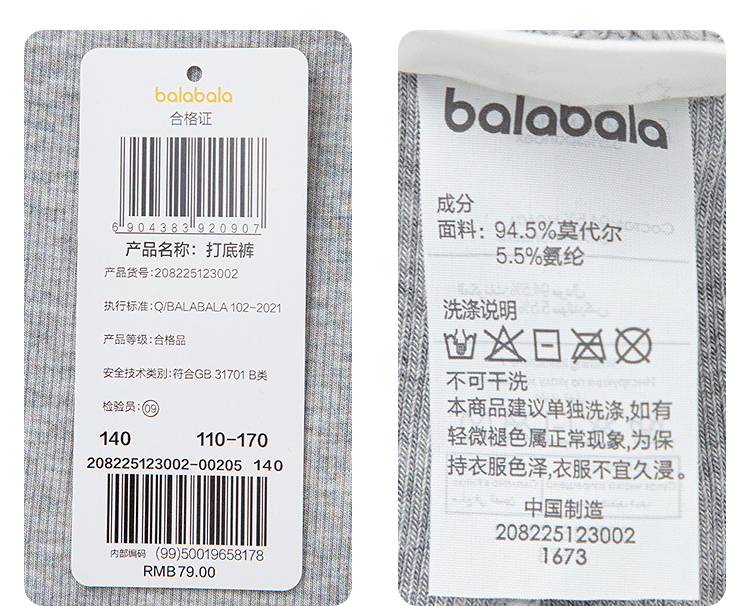 balabala
合格证
6 904383 920907
产品名称：打底裤
产品货号：208225123002
执行标准：Q/BALABALA 102-2021
产品等级：合格品
安全技术类别：符合GB 31701 B类
检验员：09
140 110-170
208225123002-00205 140
内部编码 (99)50019658178
RMB79.00
balabala
成分
面料：94.5%莫代尔
5.5%氨纶
洗涤说明
不可干洗
本商品建议单独洗涤,如有
轻微褪色属正常现象,为保
持衣服色泽,衣服不宜久浸。
中国制造
208225123002
1673